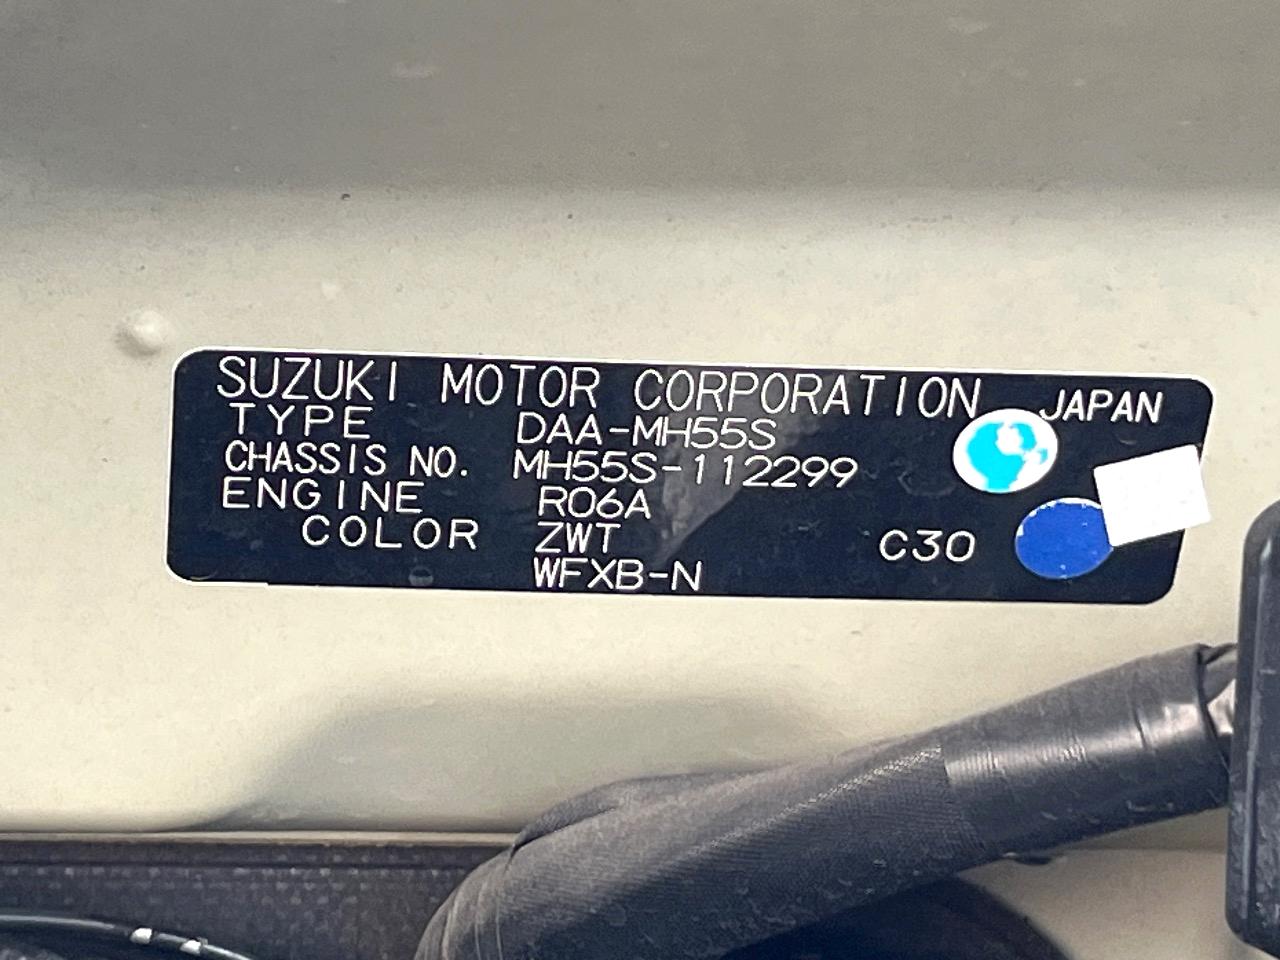 SUZUKI MOTOR CORPORATION JAPAN
TYPE DAA-MH55S
CHASSIS NO. MH55S-112299
ENGINE R06A
COLOR ZWT C30
WFXB-N